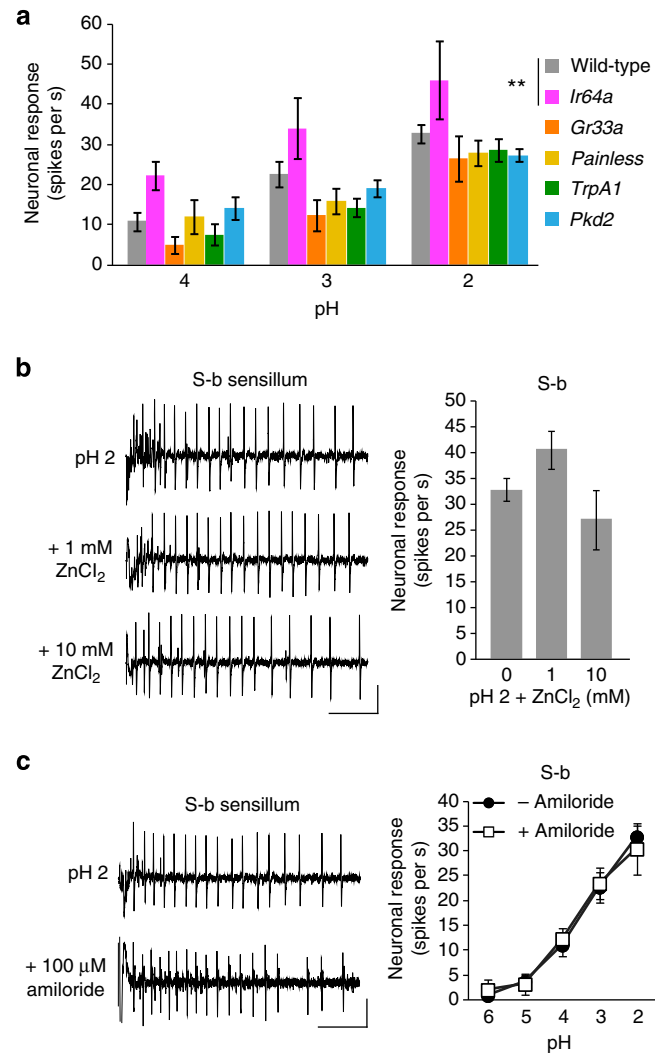 a
Neuronal response
(spikes per s)
60
50
40
30
20
10
0
4
3
2
pH
**
Wild-type
Ir64a
Gr33a
Painless
TrpA1
Pkd2
b
S-b sensillum
pH 2
+ 1 mM
ZnCl₂
+ 10 mM
ZnCl₂
S-b
Neuronal response
(spikes per s)
50
45
40
35
30
25
20
15
10
5
0
0
1
10
pH 2 + ZnCl₂ (mM)
c
S-b sensillum
pH 2
+ 100 μM
amiloride
S-b
Neuronal response
(spikes per s)
40
35
30
25
20
15
10
5
0
– Amiloride
+ Amiloride
6
5
4
3
2
pH